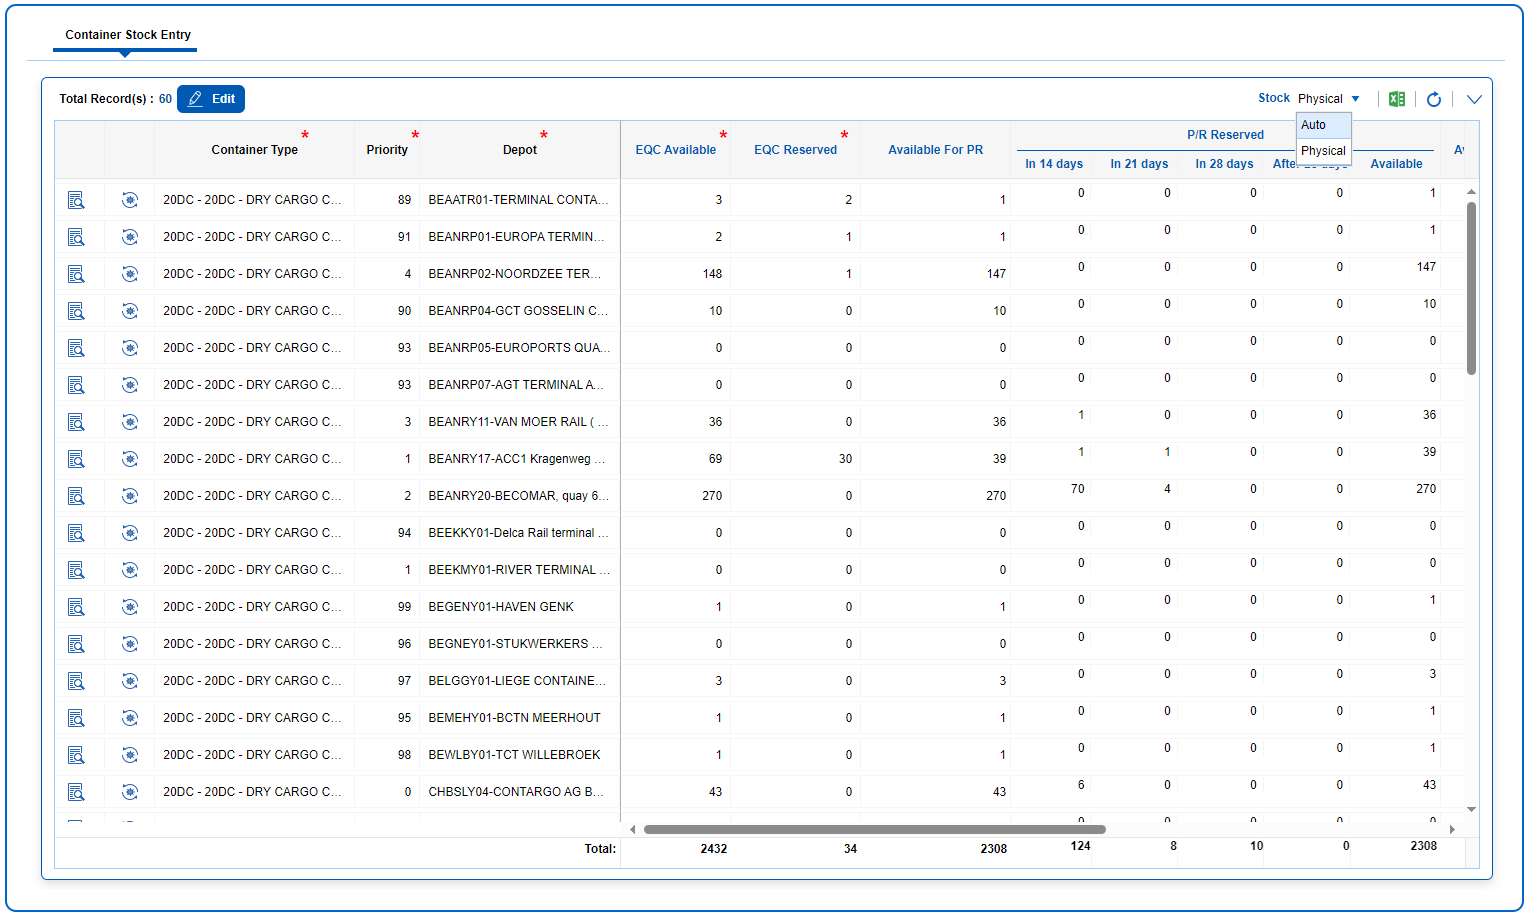 Container Stock Entry
Total Record(s) : 60 Edit Stock Physical
Auto
Physical
* * * * *
Container Type Priority Depot EQC Available EQC Reserved Available For PR P/R Reserved
In 14 days In 21 days In 28 days Available
20DC - 20DC - DRY CARGO C... 89 BEAATR01-TERMINAL CONTA... 3 2 1 0 0 0 0 1
20DC - 20DC - DRY CARGO C... 91 BEANRP01-EUROPA TERMIN... 2 1 1 0 0 0 0 1
20DC - 20DC - DRY CARGO C... 4 BEANRP02-NOORDZEE TER... 148 1 147 0 0 0 0 147
20DC - 20DC - DRY CARGO C... 90 BEANRP04-GCT GOSSELIN C... 10 0 10 0 0 0 0 10
20DC - 20DC - DRY CARGO C... 93 BEANRP05-EUROPORTS QUA... 0 0 0 0 0 0 0 0
20DC - 20DC - DRY CARGO C... 93 BEANRP07-AGT TERMINAL A... 0 0 0 0 0 0 0 0
20DC - 20DC - DRY CARGO C... 3 BEANRY11-VAN MOER RAIL ( ... 36 0 36 1 0 0 0 36
20DC - 20DC - DRY CARGO C... 1 BEANRY17-ACC1 Kragenweg ... 69 30 39 1 1 0 0 39
20DC - 20DC - DRY CARGO C... 2 BEANRY20-BECOMAR, quay 6... 270 0 270 70 4 0 0 270
20DC - 20DC - DRY CARGO C... 94 BEEKKY01-Delca Rail terminal ... 0 0 0 0 0 0 0 0
20DC - 20DC - DRY CARGO C... 1 BEEKMY01-RIVER TERMINAL ... 0 0 0 0 0 0 0 0
20DC - 20DC - DRY CARGO C... 99 BEGENY01-HAVEN GENK 1 0 1 0 0 0 0 1
20DC - 20DC - DRY CARGO C... 96 BEGNEY01-STUKWERKERS ... 0 0 0 0 0 0 0 0
20DC - 20DC - DRY CARGO C... 97 BELGGY01-LIEGE CONTAINE... 3 0 3 0 0 0 0 3
20DC - 20DC - DRY CARGO C... 95 BEMEHY01-BCTN MEERHOUT 1 0 1 0 0 0 0 1
20DC - 20DC - DRY CARGO C... 98 BEWLBY01-TCT WILLEBROEK 1 0 1 0 0 0 0 1
20DC - 20DC - DRY CARGO C... 0 CHBSLY04-CONTARGO AG B... 43 0 43 6 0 0 0 43
Total: 2432 34 2308 124 8 10 0 2308